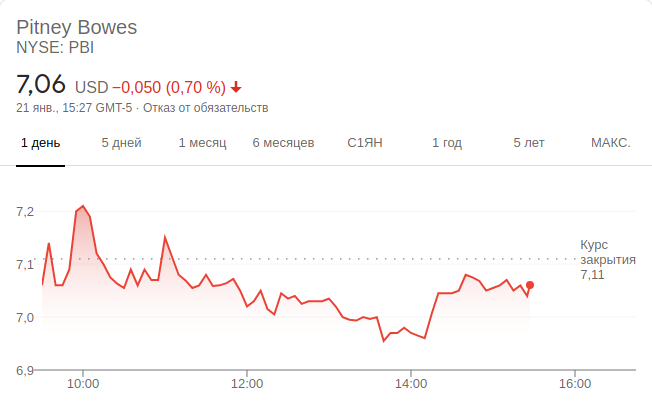 Pitney Bowes
NYSE: PBI
7,06 USD −0,050 (0,70 %)
21 янв., 15:27 GMT-5 · Отказ от обязательств
1 день 5 дней 1 месяц 6 месяцев С1ЯН 1 год 5 лет МАКС.
7,2
Курс
7,1 закрытия
7,11
7,0
6,9
10:00 12:00 14:00 16:00